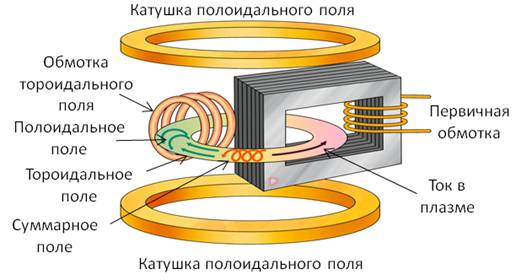 Катушка полоидального поля
Обмотка
тороидального
поля
Полоидальное
поле
Тороидальное
поле
Суммарное
поле
Первичная
обмотка
Ток в
плазме
Катушка полоидального поля